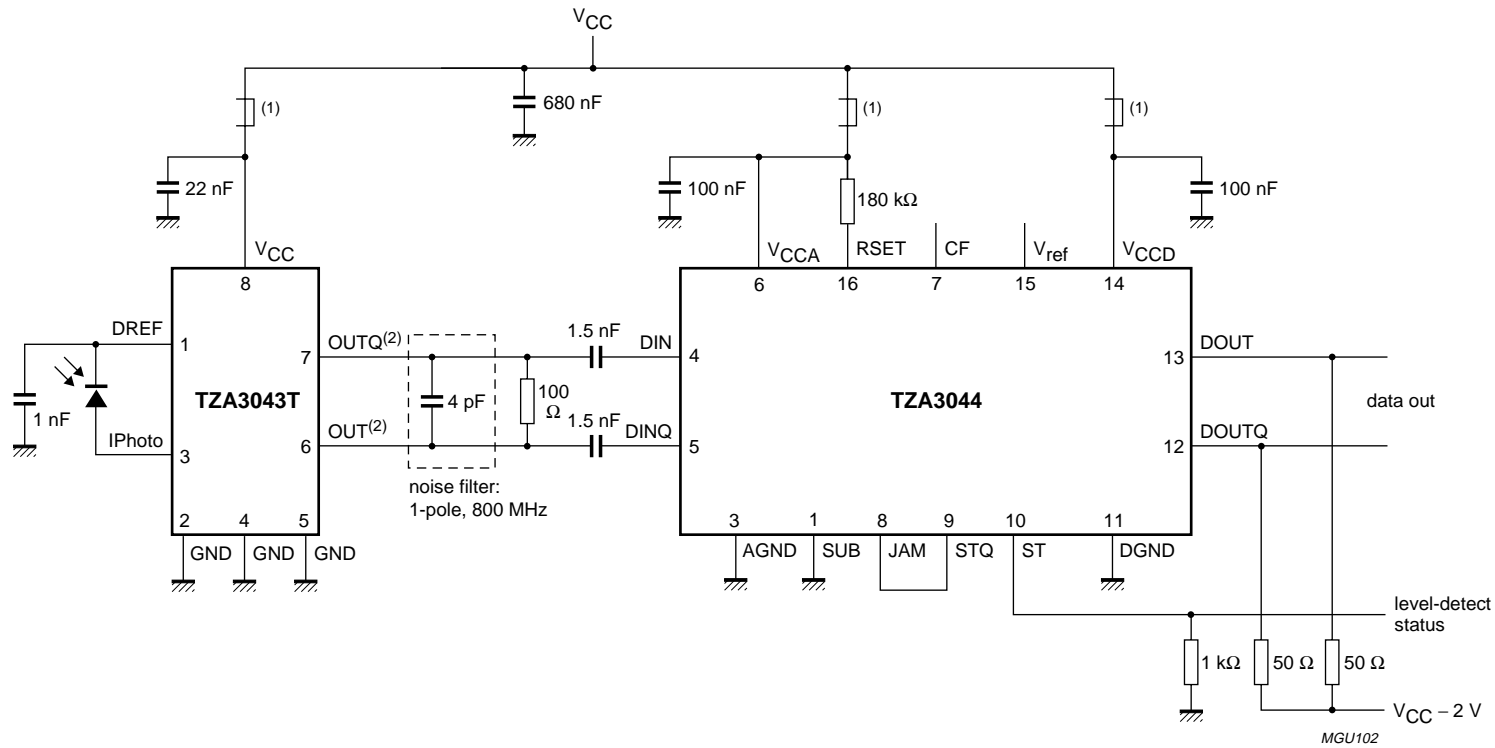 VCC
(1)
680 nF
(1)
(1)
22 nF
100 nF
180 kΩ
100 nF
VCC
VCCA
RSET
CF
Vref
VCCD
8
6
16
7
15
14
DREF
1
OUTQ(2)
7
1.5 nF
DIN
4
13
DOUT
1 nF
TZA3043T
4 pF
100
Ω
TZA3044
data out
IPhoto
3
OUT(2)
6
1.5 nF
DINQ
5
12
DOUTQ
noise filter:
1-pole, 800 MHz
2
4
5
3
1
8
9
10
11
GND
GND
GND
AGND
SUB
JAM
STQ
ST
DGND
level-detect
status
1 kΩ
50 Ω
50 Ω
VCC – 2 V
MGU102